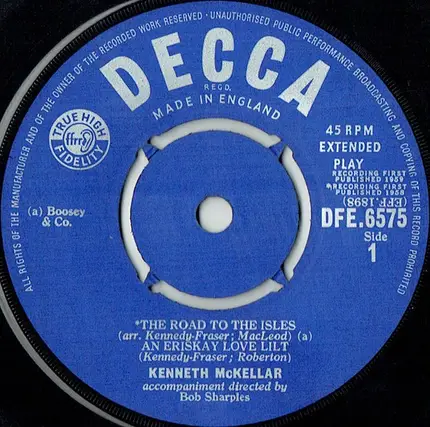 ALL RIGHTS OF THE MANUFACTURER AND OF THE OWNER OF THE RECORDED WORK RESERVED · UNAUTHORISED PUBLIC PERFORMANCE BROADCASTING AND COPYING OF THIS RECORD PROHIBITED
DECCA
REGD.
MADE IN ENGLAND
TRUE HIGH
ffrr
FIDELITY
45 RPM
EXTENDED
PLAY
RECORDING FIRST
PUBLISHED 1959
*RECORDING FIRST
PUBLISHED 1958
(EFF.1898)
DFE.6575
Side
1
(a) Boosey
& Co.
*THE ROAD TO THE ISLES
(arr. Kennedy-Fraser; MacLeod) (a)
AN ERISKAY LOVE LILT
(Kennedy-Fraser; Roberton)
KENNETH McKELLAR
accompaniment directed by
Bob Sharples